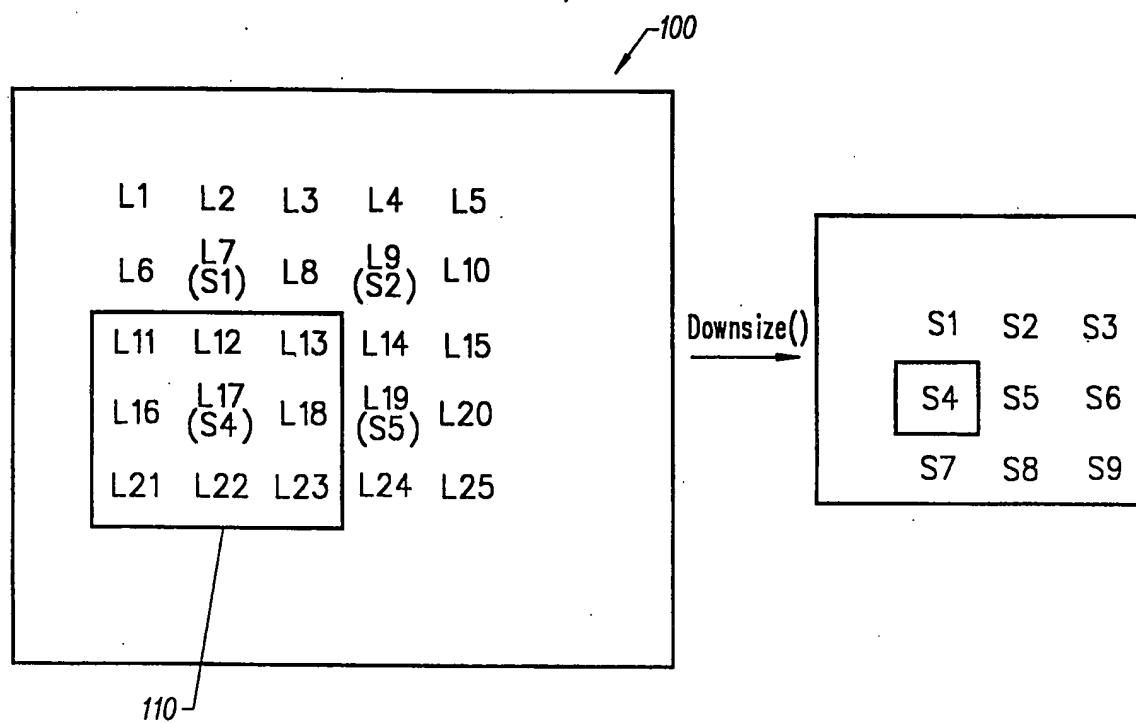 100
L1 L2 L3 L4 L5
L6 L7 L8 L9 L10
(S1) (S2)
L11 L12 L13 L14 L15
L16 L17 L18 L19 L20
(S4) (S5)
L21 L22 L23 L24 L25
110
Downsize()
S1 S2 S3
S4 S5 S6
S7 S8 S9